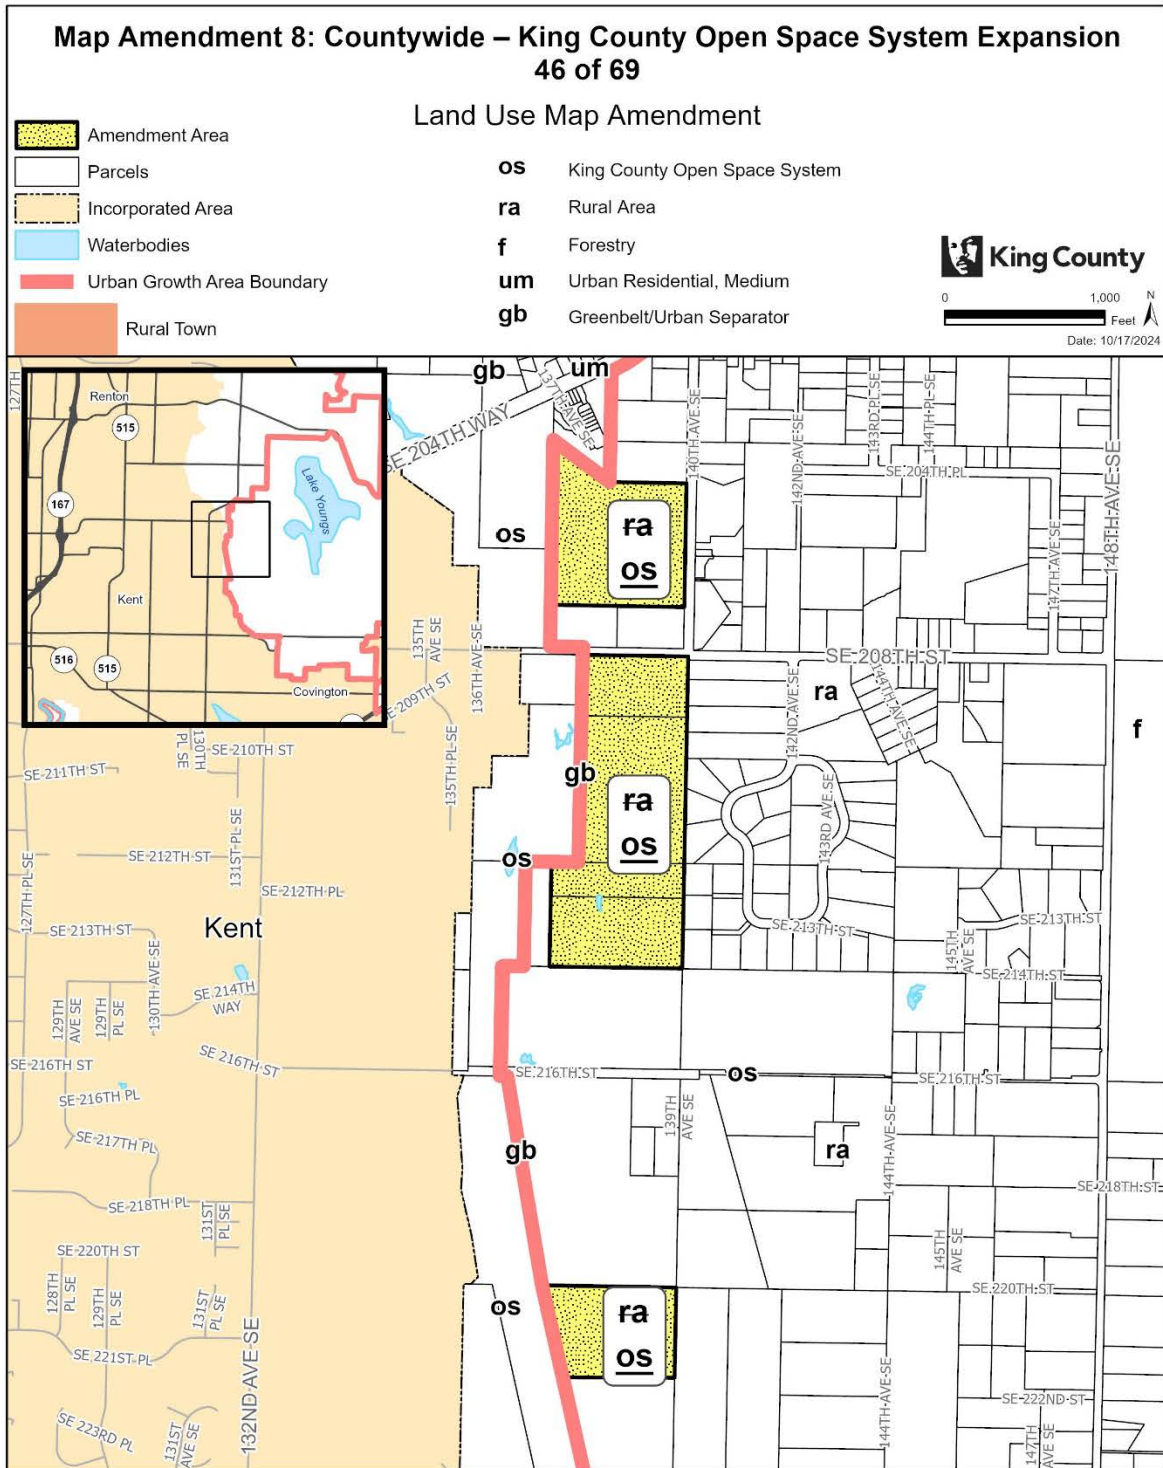 Map Amendment 8: Countywide – King County Open Space System Expansion
46 of 69
Land Use Map Amendment
Amendment Area
Parcels
Incorporated Area
Waterbodies
Urban Growth Area Boundary
Rural Town
os King County Open Space System
ra Rural Area
f Forestry
um Urban Residential, Medium
gb Greenbelt/Urban Separator
King County
0 1,000
Feet
N
Date: 10/17/2024
127TH
Renton
515
167
Lake Youngs
Kent
516
515
Covington
gb
um
137TH AVE SE
SE 204TH WAY
140TH AVE SE
142ND AVE SE
143RD PL SE
144TH PL SE
SE 204TH PL
148TH AVE SE
147TH AVE SE
os
ra
os
135TH
AVE SE
136TH AVE SE
SE 208TH ST
SE 209TH ST
ra
142ND AVE SE
144TH AVE SE
f
130TH
PL SE
SE 210TH ST
SE 211TH ST
135TH PL SE
gb
ra
os
143RD AVE SE
131ST PL SE
SE 212TH ST
os
SE 212TH PL
127TH PL SE
Kent
SE 213TH ST
SE 213TH ST
SE 213TH ST
145TH
AVE SE
130TH AVE SE
SE 214TH
WAY
SE 214TH ST
129TH
AVE SE
129TH
PL SE
SE 216TH ST
SE 216TH ST
SE 216TH ST
os
SE 216TH ST
SE 216TH PL
139TH
AVE SE
144TH AVE SE
SE 217TH PL
gb
ra
SE 218TH ST
SE 218TH PL
131ST
PL SE
145TH
AVE SE
SE 220TH ST
SE 220TH ST
128TH
PL SE
129TH
PL SE
131ST
PL SE
os
ra
os
132ND AVE SE
SE 221ST PL
144TH AVE SE
SE 222ND ST
SE 223RD PL
131ST
AVE SE
147TH
AVE SE